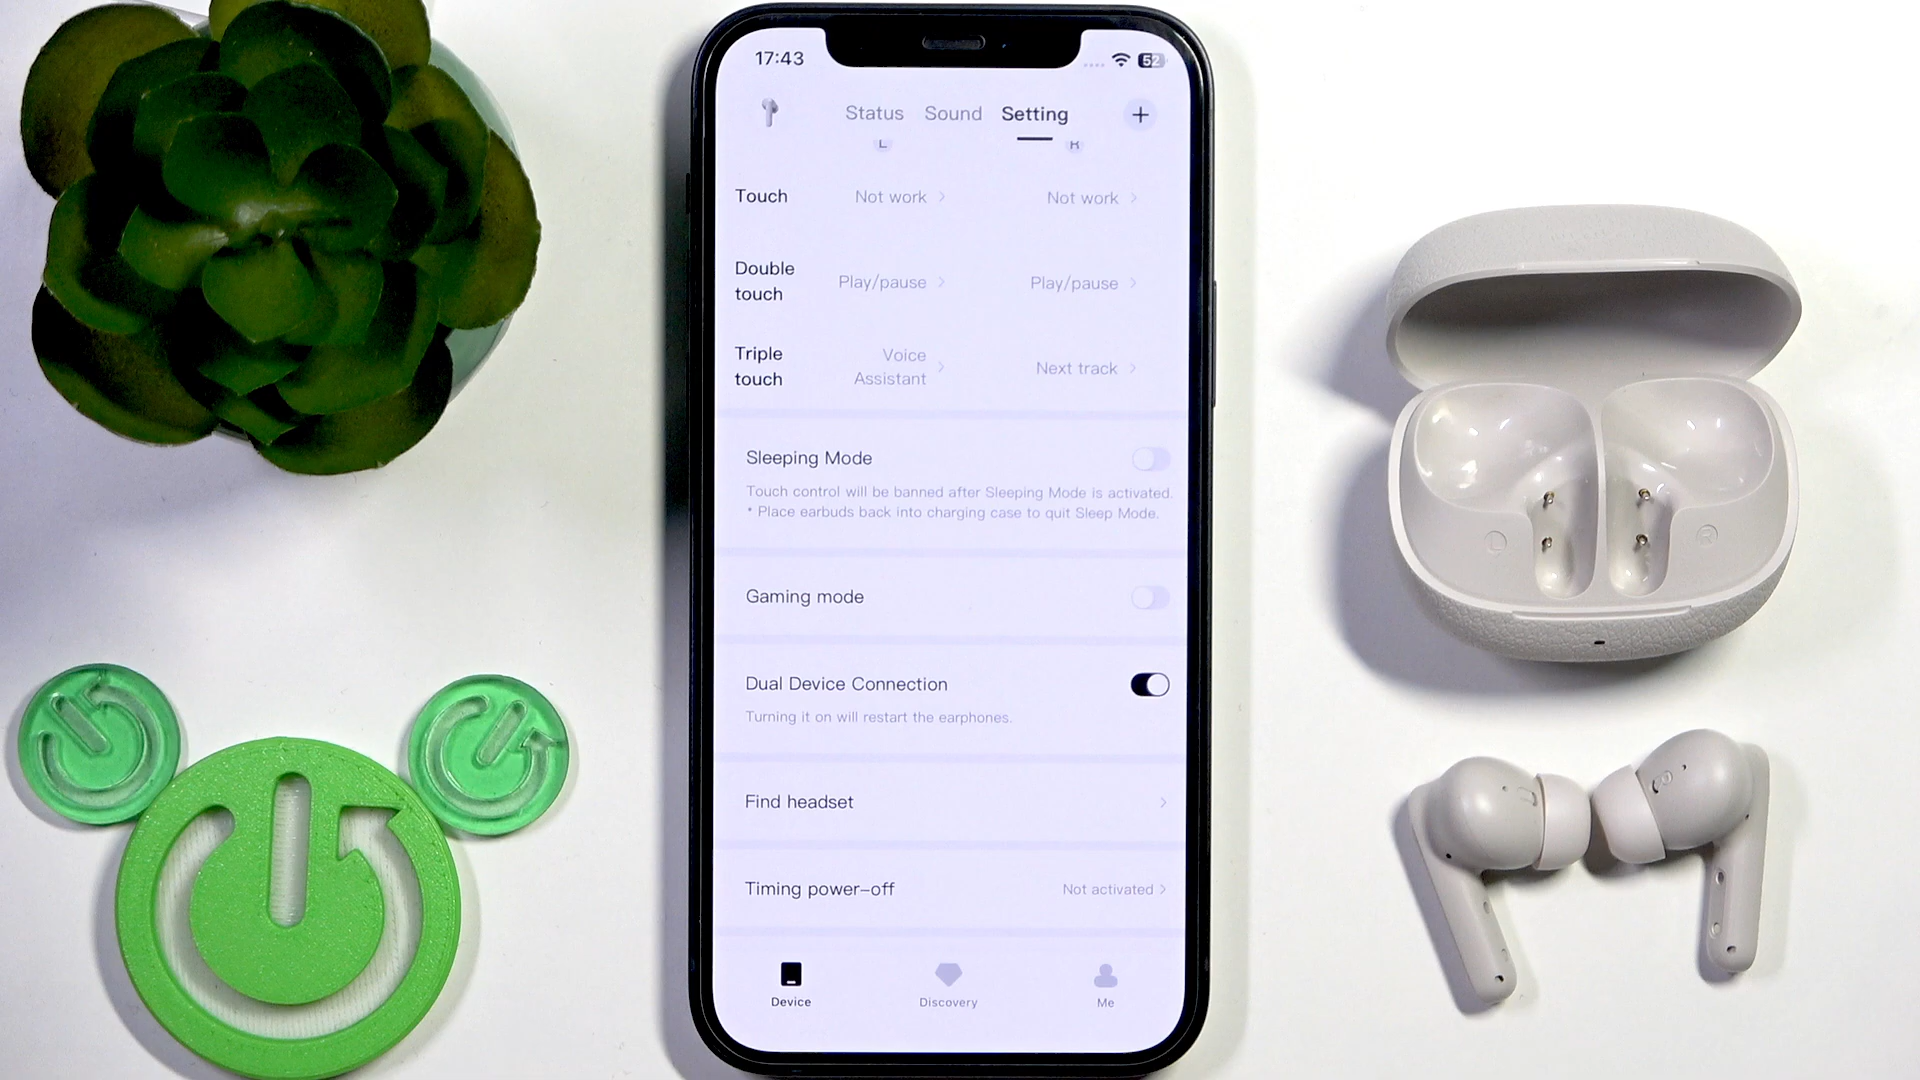 17:43
52
Status Sound Setting +
L R
Touch Not work Not work
Double touch Play/pause Play/pause
Triple touch Voice Assistant Next track
Sleeping Mode
Touch control will be banned after Sleeping Mode is activated.
* Place earbuds back into charging case to quit Sleep Mode.
Gaming mode
Dual Device Connection
Turning it on will restart the earphones.
Find headset
Timing power-off Not activated
Device Discovery Me
L R